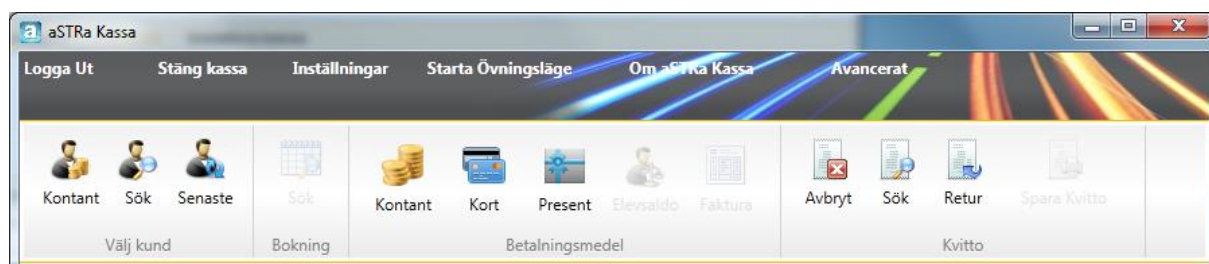 aSTRa Kassa
Logga Ut Stäng kassa Inställningar Starta Övningsläge Om aSTRa Kassa Avancerat
Kontant Sök Senaste Sök Kontant Kort Present Elevsaldo Faktura Avbryt Sök Retur Spara Kvitto
Välj kund Bokning Betalningsmedel Kvitto